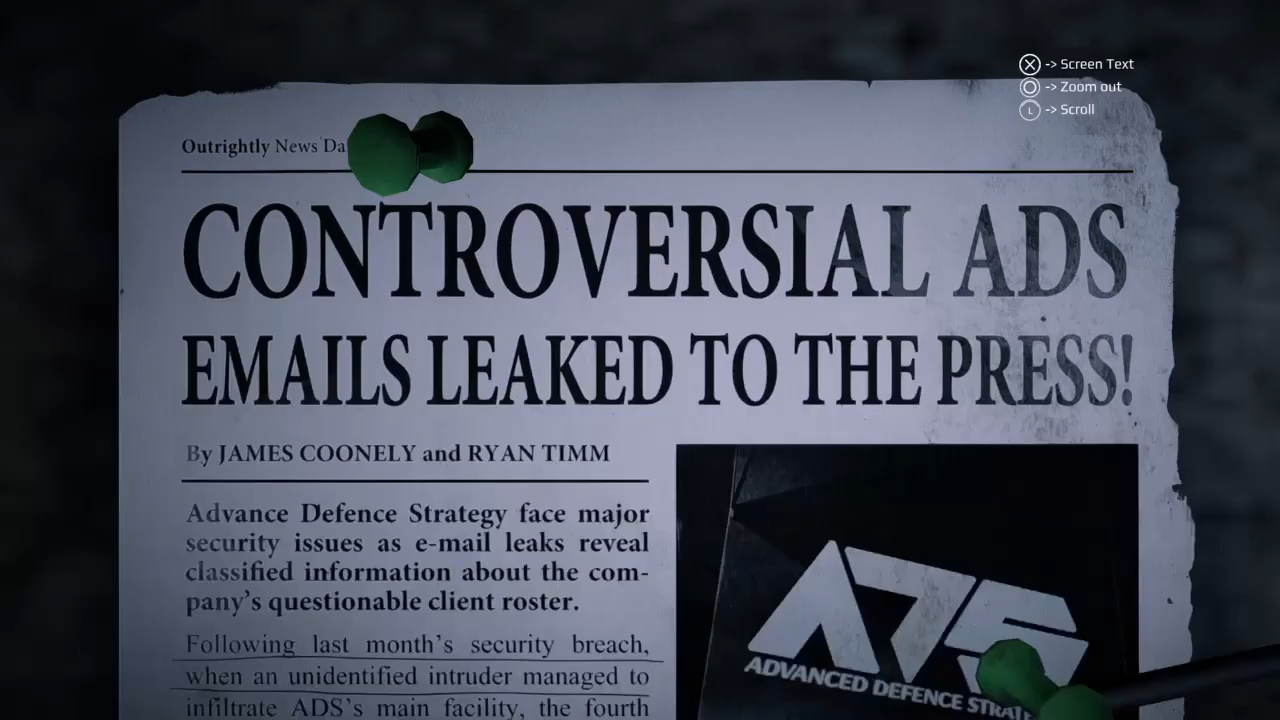 -> Screen Text
-> Zoom out
L -> Scroll
Outrightly News
CONTROVERSIAL ADS
EMAILS LEAKED TO THE PRESS!
By JAMES COONELY and RYAN TIMM
Advance Defence Strategy face major
security issues as e-mail leaks reveal
classified information about the com-
pany's questionable client roster.
Following last month's security breach,
when an unidentified intruder managed to
infiltrate ADS's main facility, the fourth
ADS
ADVANCED DEFENCE